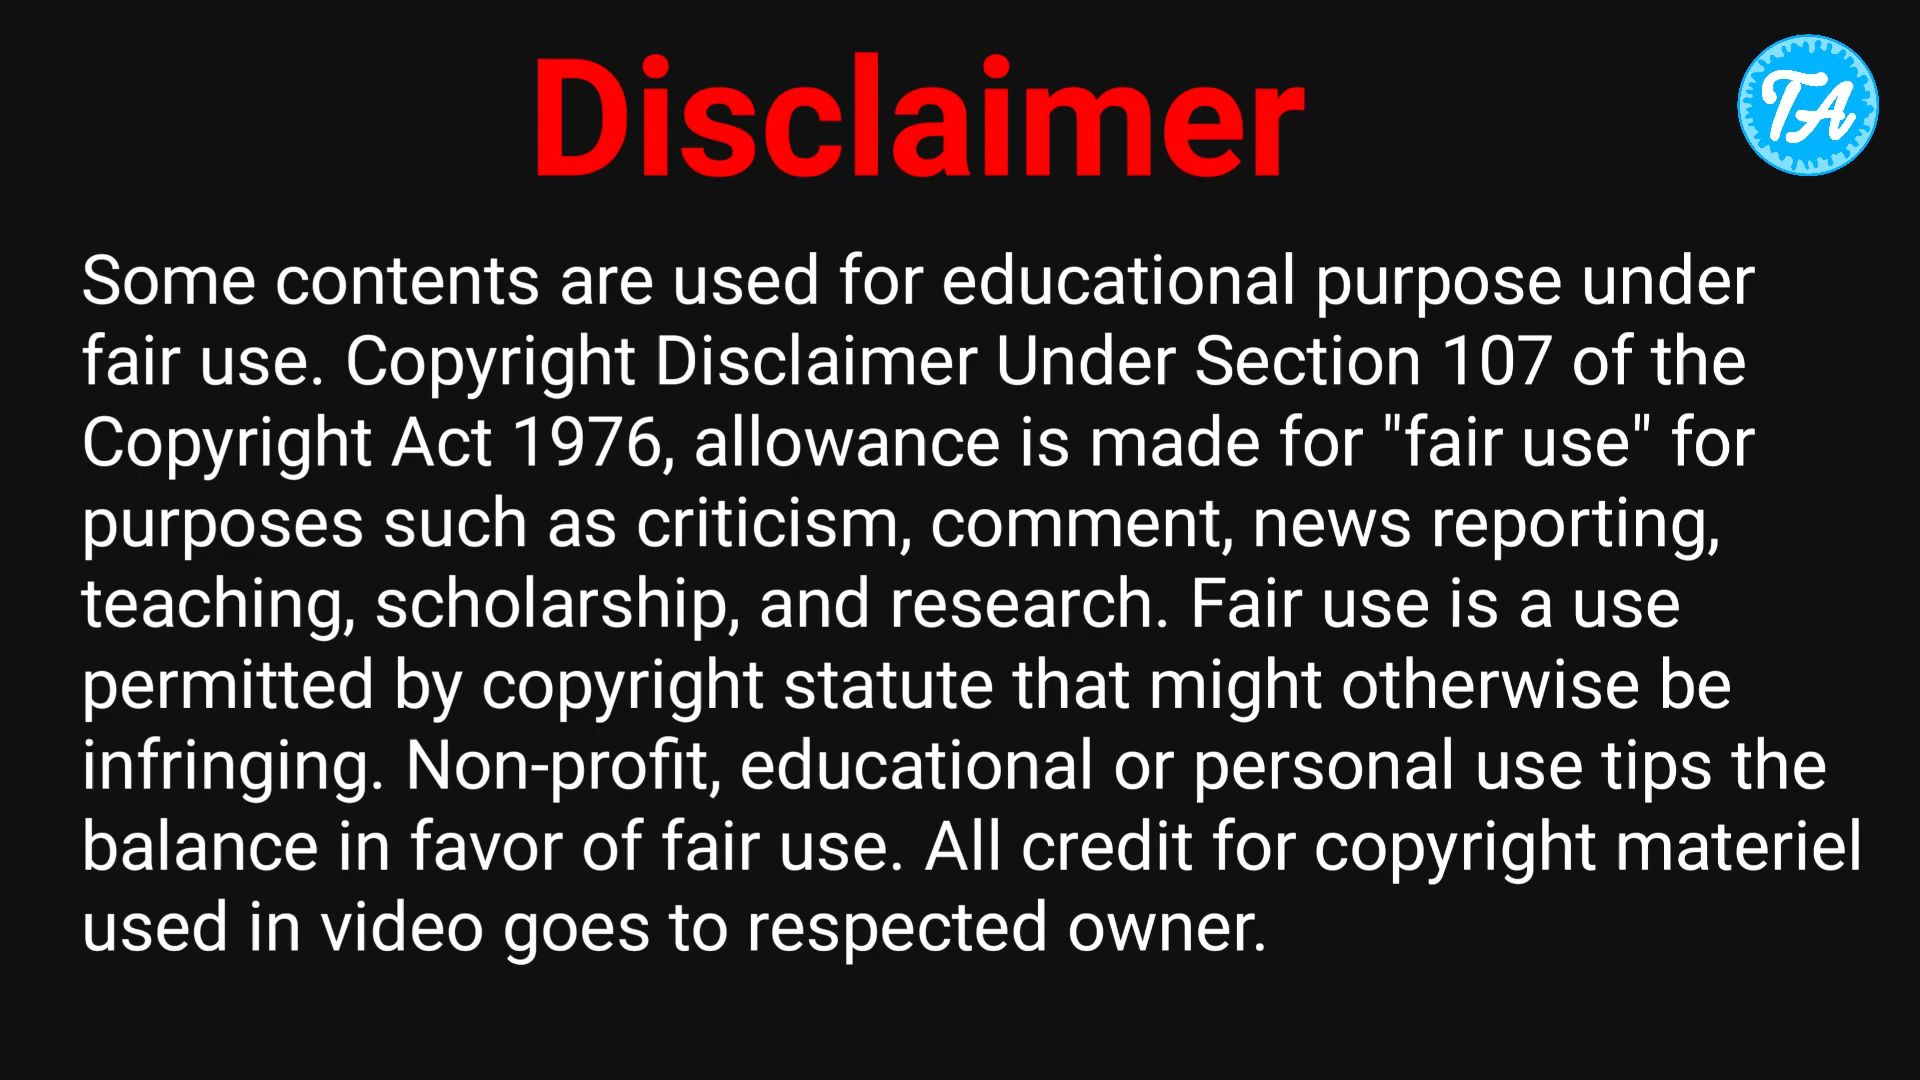 Disclaimer
TA
Some contents are used for educational purpose under
fair use. Copyright Disclaimer Under Section 107 of the
Copyright Act 1976, allowance is made for "fair use" for
purposes such as criticism, comment, news reporting,
teaching, scholarship, and research. Fair use is a use
permitted by copyright statute that might otherwise be
infringing. Non-profit, educational or personal use tips the
balance in favor of fair use. All credit for copyright materiel
used in video goes to respected owner.